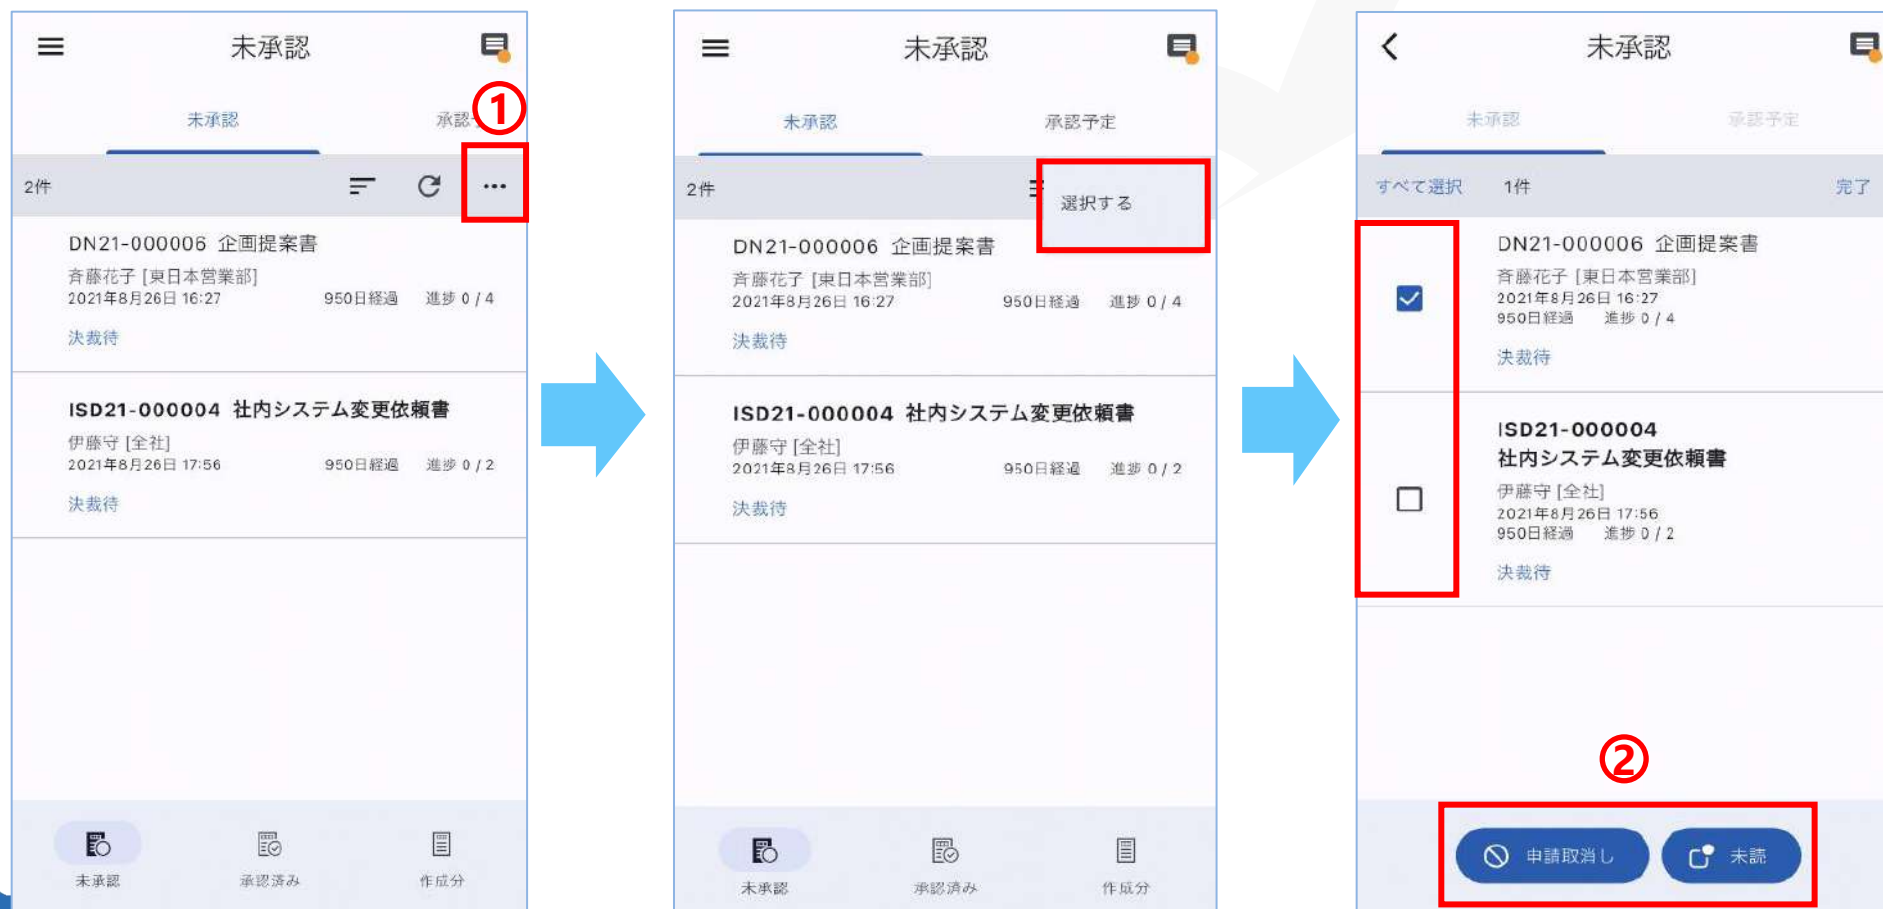 未承認
①
未承認
承認
2件
DN21-000006 企画提案書
斉藤花子 [東日本営業部]
2021年8月26日 16:27 950日経過 進捗 0 / 4
決裁待
ISD21-000004 社内システム変更依頼書
伊藤守 [全社]
2021年8月26日 17:56 950日経過 進捗 0 / 2
決裁待
未承認 承認済み 作成分
未承認
未承認 承認予定
2件
選択する
DN21-000006 企画提案書
斉藤花子 [東日本営業部]
2021年8月26日 16:27 950日経過 進捗 0 / 4
決裁待
ISD21-000004 社内システム変更依頼書
伊藤守 [全社]
2021年8月26日 17:56 950日経過 進捗 0 / 2
決裁待
未承認 承認済み 作成分
未承認
未承認 承認予定
すべて選択 1件 完了
DN21-000006 企画提案書
斉藤花子 [東日本営業部]
2021年8月26日 16:27
950日経過 進捗 0 / 4
決裁待
ISD21-000004
社内システム変更依頼書
伊藤守 [全社]
2021年8月26日 17:56
950日経過 進捗 0 / 2
決裁待
②
申請取消し 未読